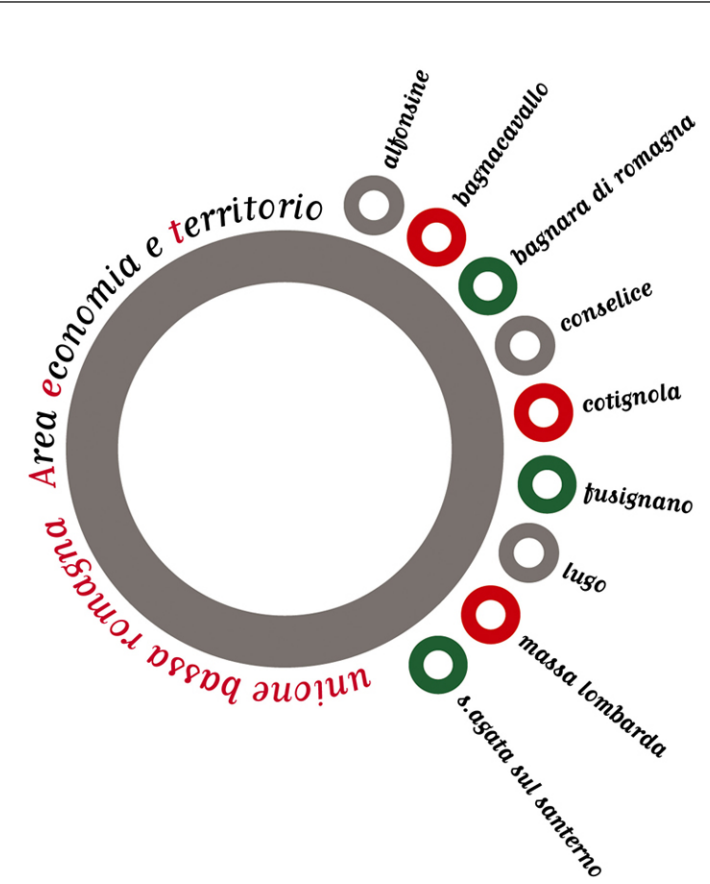 Area economia e territorio
unione bassa romagna
alfonsine
bagnacavallo
bagnara di romagna
conselice
cotignola
fusignano
lugo
massa lombarda
s.agata sul santerno